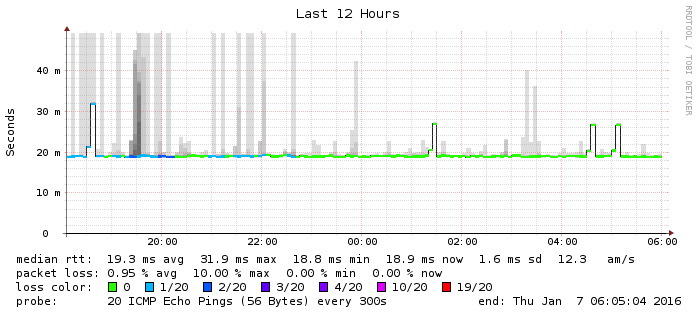 Last 12 Hours
RRDTOOL / TOBI OETIKER
Seconds
40 m
30 m
20 m
10 m
0
20:00 22:00 00:00 02:00 04:00 06:00
median rtt: 19.3 ms avg 31.9 ms max 18.8 ms min 18.9 ms now 1.6 ms sd 12.3 am/s
packet loss: 0.95 % avg 10.00 % max 0.00 % min 0.00 % now
loss color: 0 1/20 2/20 3/20 4/20 10/20 19/20
probe: 20 ICMP Echo Pings (56 Bytes) every 300s end: Thu Jan 7 06:05:04 2016